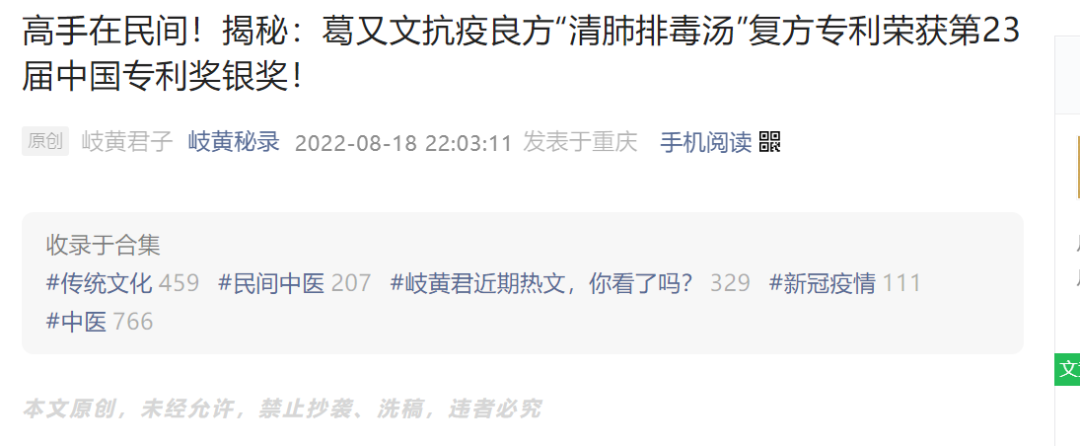 高手在民间！揭秘：葛又文抗疫良方“清肺排毒汤”复方专利荣获第23
届中国专利奖银奖！
原创 岐黄君子 岐黄秘录 2022-08-18 22:03:11 发表于重庆 手机阅读
收录于合集
#传统文化 459 #民间中医 207 #岐黄君近期热文，你看了吗？ 329 #新冠疫情 111
#中医 766
本文原创，未经允许，禁止抄袭、洗稿，违者必究